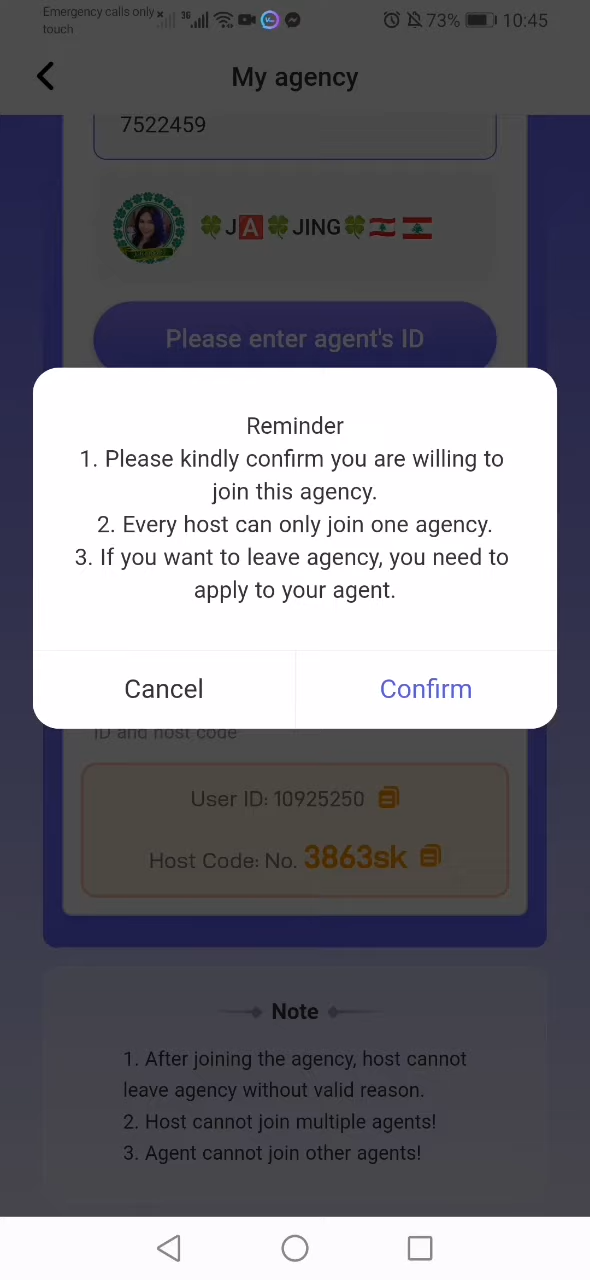 Emergency calls only
touch
3G
73%
10:45
My agency
7522459
🍀J🅰🍀JING🍀🇱🇧🇱🇧
Please enter agent's ID
Reminder
1. Please kindly confirm you are willing to
join this agency.
2. Every host can only join one agency.
3. If you want to leave agency, you need to
apply to your agent.
Cancel
Confirm
ID and host code
User ID: 10925250
Host Code: No. 3863sk
Note
1. After joining the agency, host cannot
leave agency without valid reason.
2. Host cannot join multiple agents!
3. Agent cannot join other agents!